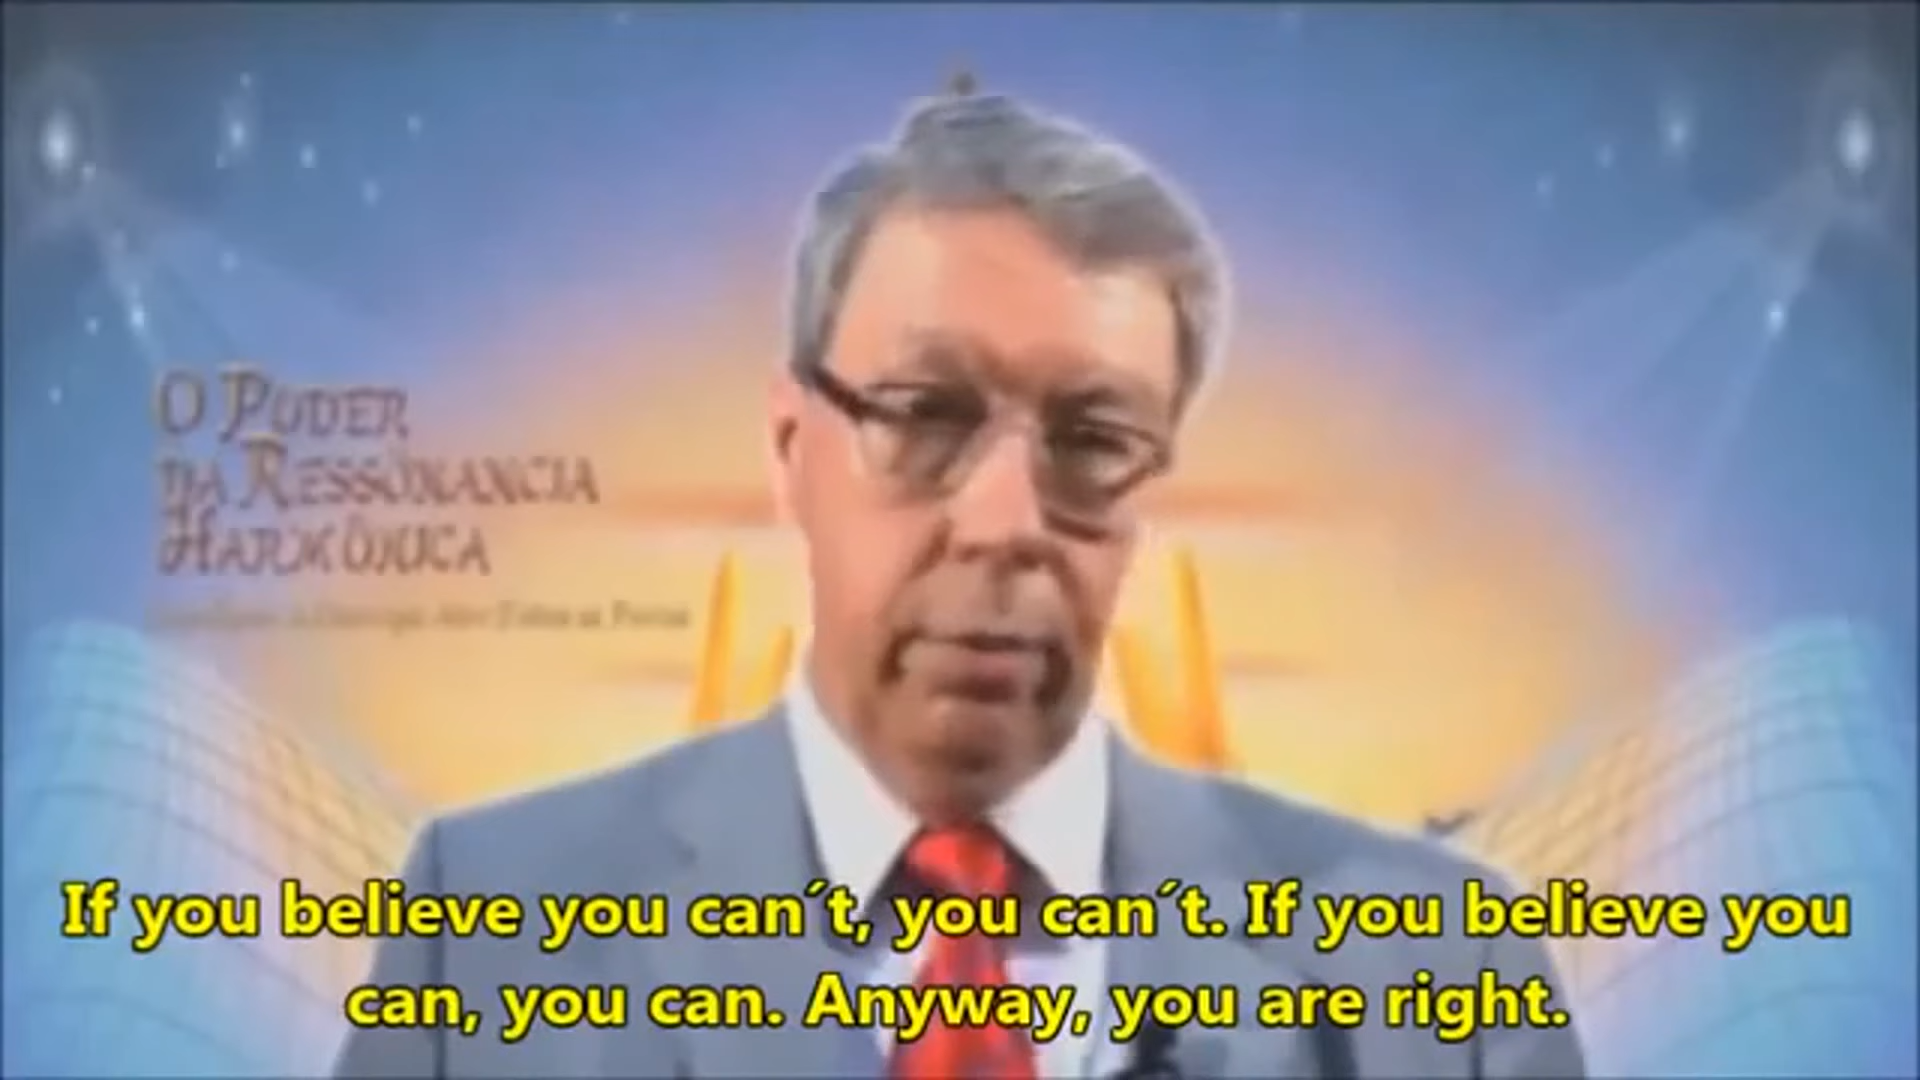 O PODER
DA RESSONANCIA
HARMÔNICA
If you believe you can´t, you can´t. If you believe you
can, you can. Anyway, you are right.